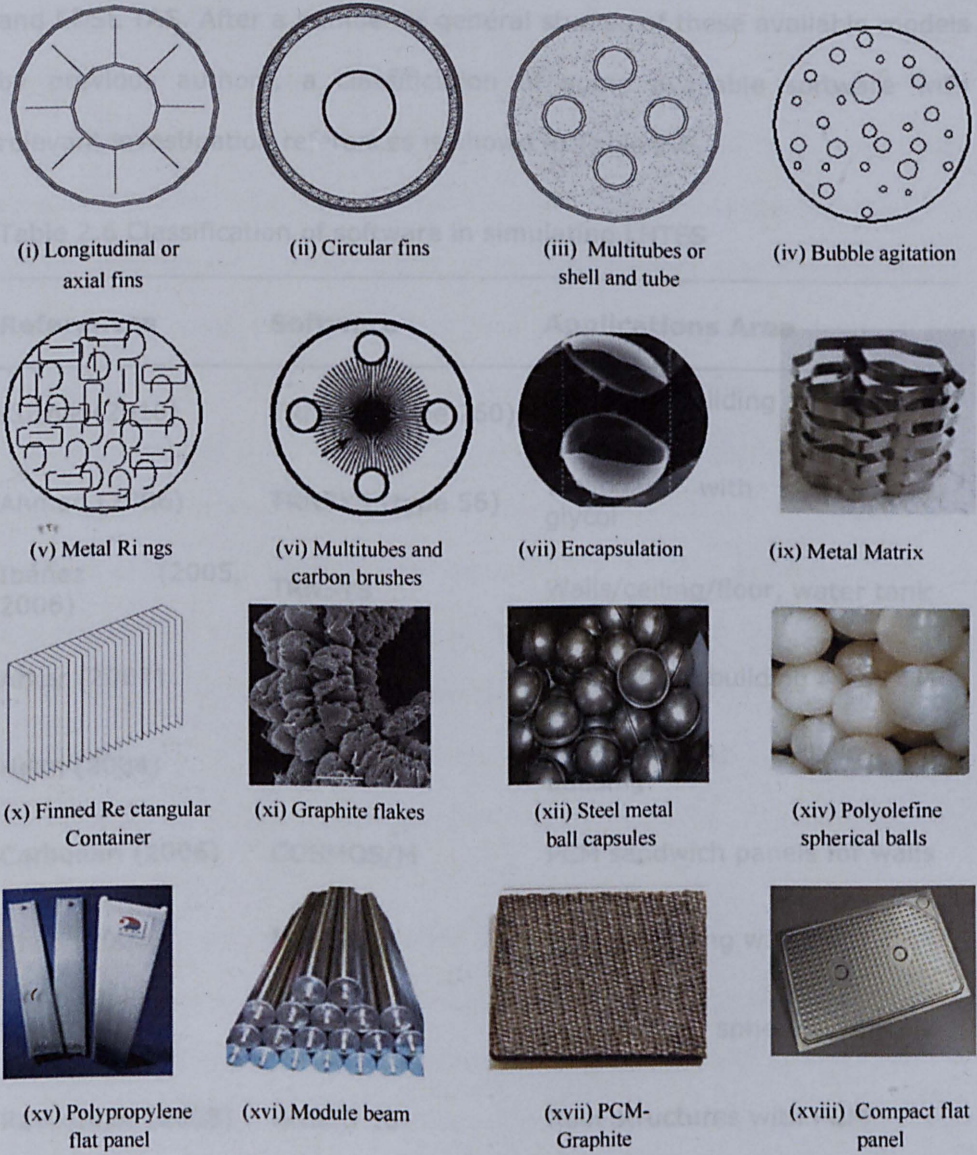 (i) Longitudinal or
axial fins
(ii) Circular fins
(iii) Multitubes or
shell and tube
(iv) Bubble agitation
(v) Metal Ri ngs
(vi) Multitubes and
carbon brushes
(vii) Encapsulation
(ix) Metal Matrix
(x) Finned Re ctangular
Container
(xi) Graphite flakes
(xii) Steel metal
ball capsules
(xiv) Polyolefine
spherical balls
(xv) Polypropylene
flat panel
(xvi) Module beam
(xvii) PCM-
Graphite
(xviii) Compact flat
panel